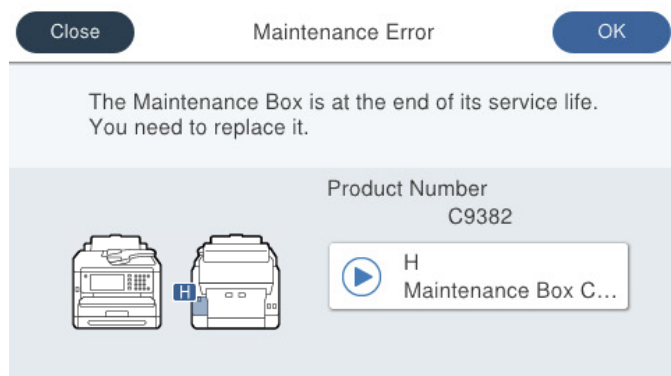 Close
Maintenance Error
OK
The Maintenance Box is at the end of its service life.
You need to replace it.
Product Number
C9382
H
H
Maintenance Box C...